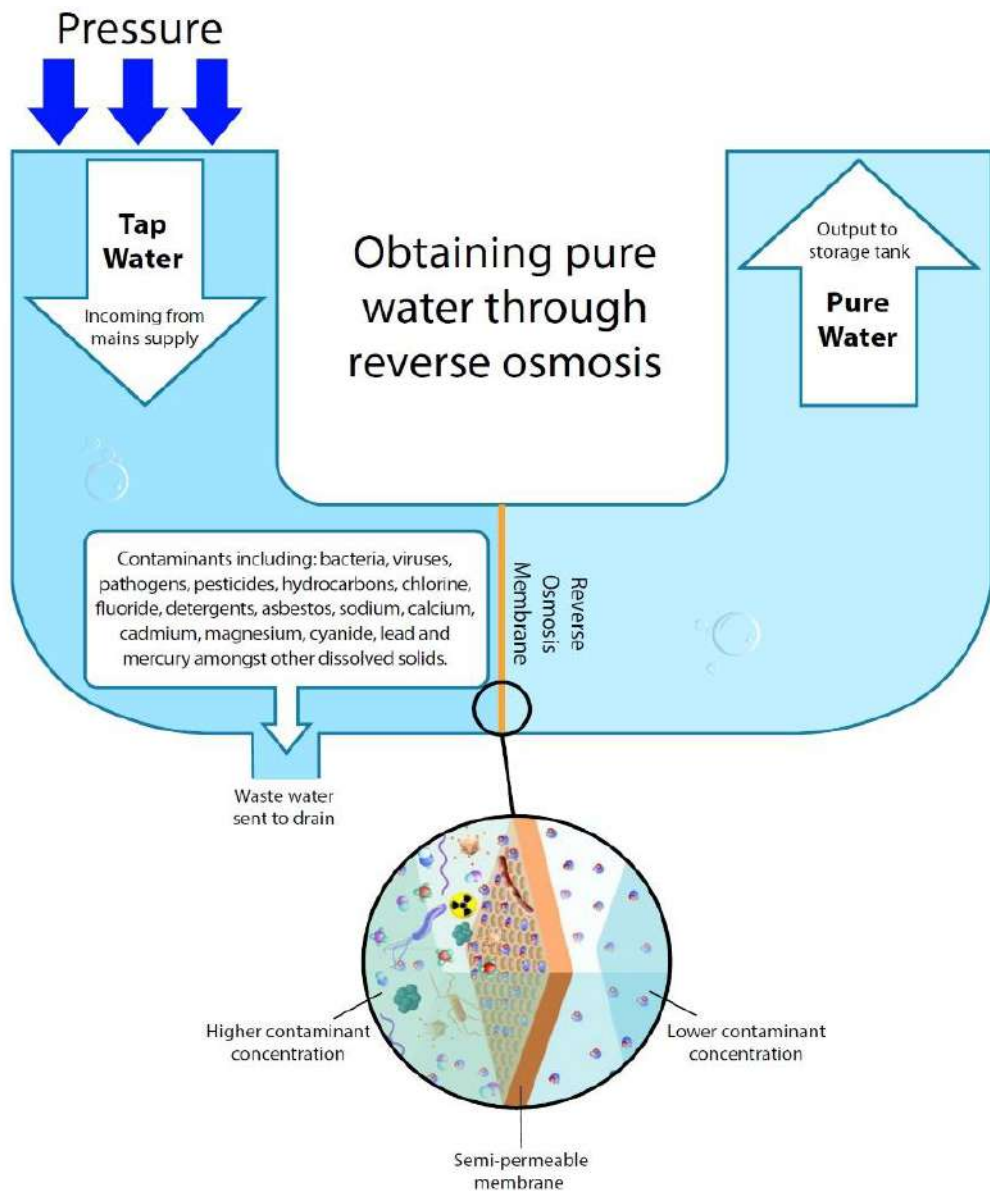 Pressure
Tap
Water
Incoming from
mains supply
Obtaining pure
water through
reverse osmosis
Output to
storage tank
Pure
Water
Contaminants including: bacteria, viruses,
pathogens, pesticides, hydrocarbons, chlorine,
fluoride, detergents, asbestos, sodium, calcium,
cadmium, magnesium, cyanide, lead and
mercury amongst other dissolved solids.
Reverse
Osmosis
Membrane
Waste water
sent to drain
Higher contaminant
concentration
Lower contaminant
concentration
Semi-permeable
membrane